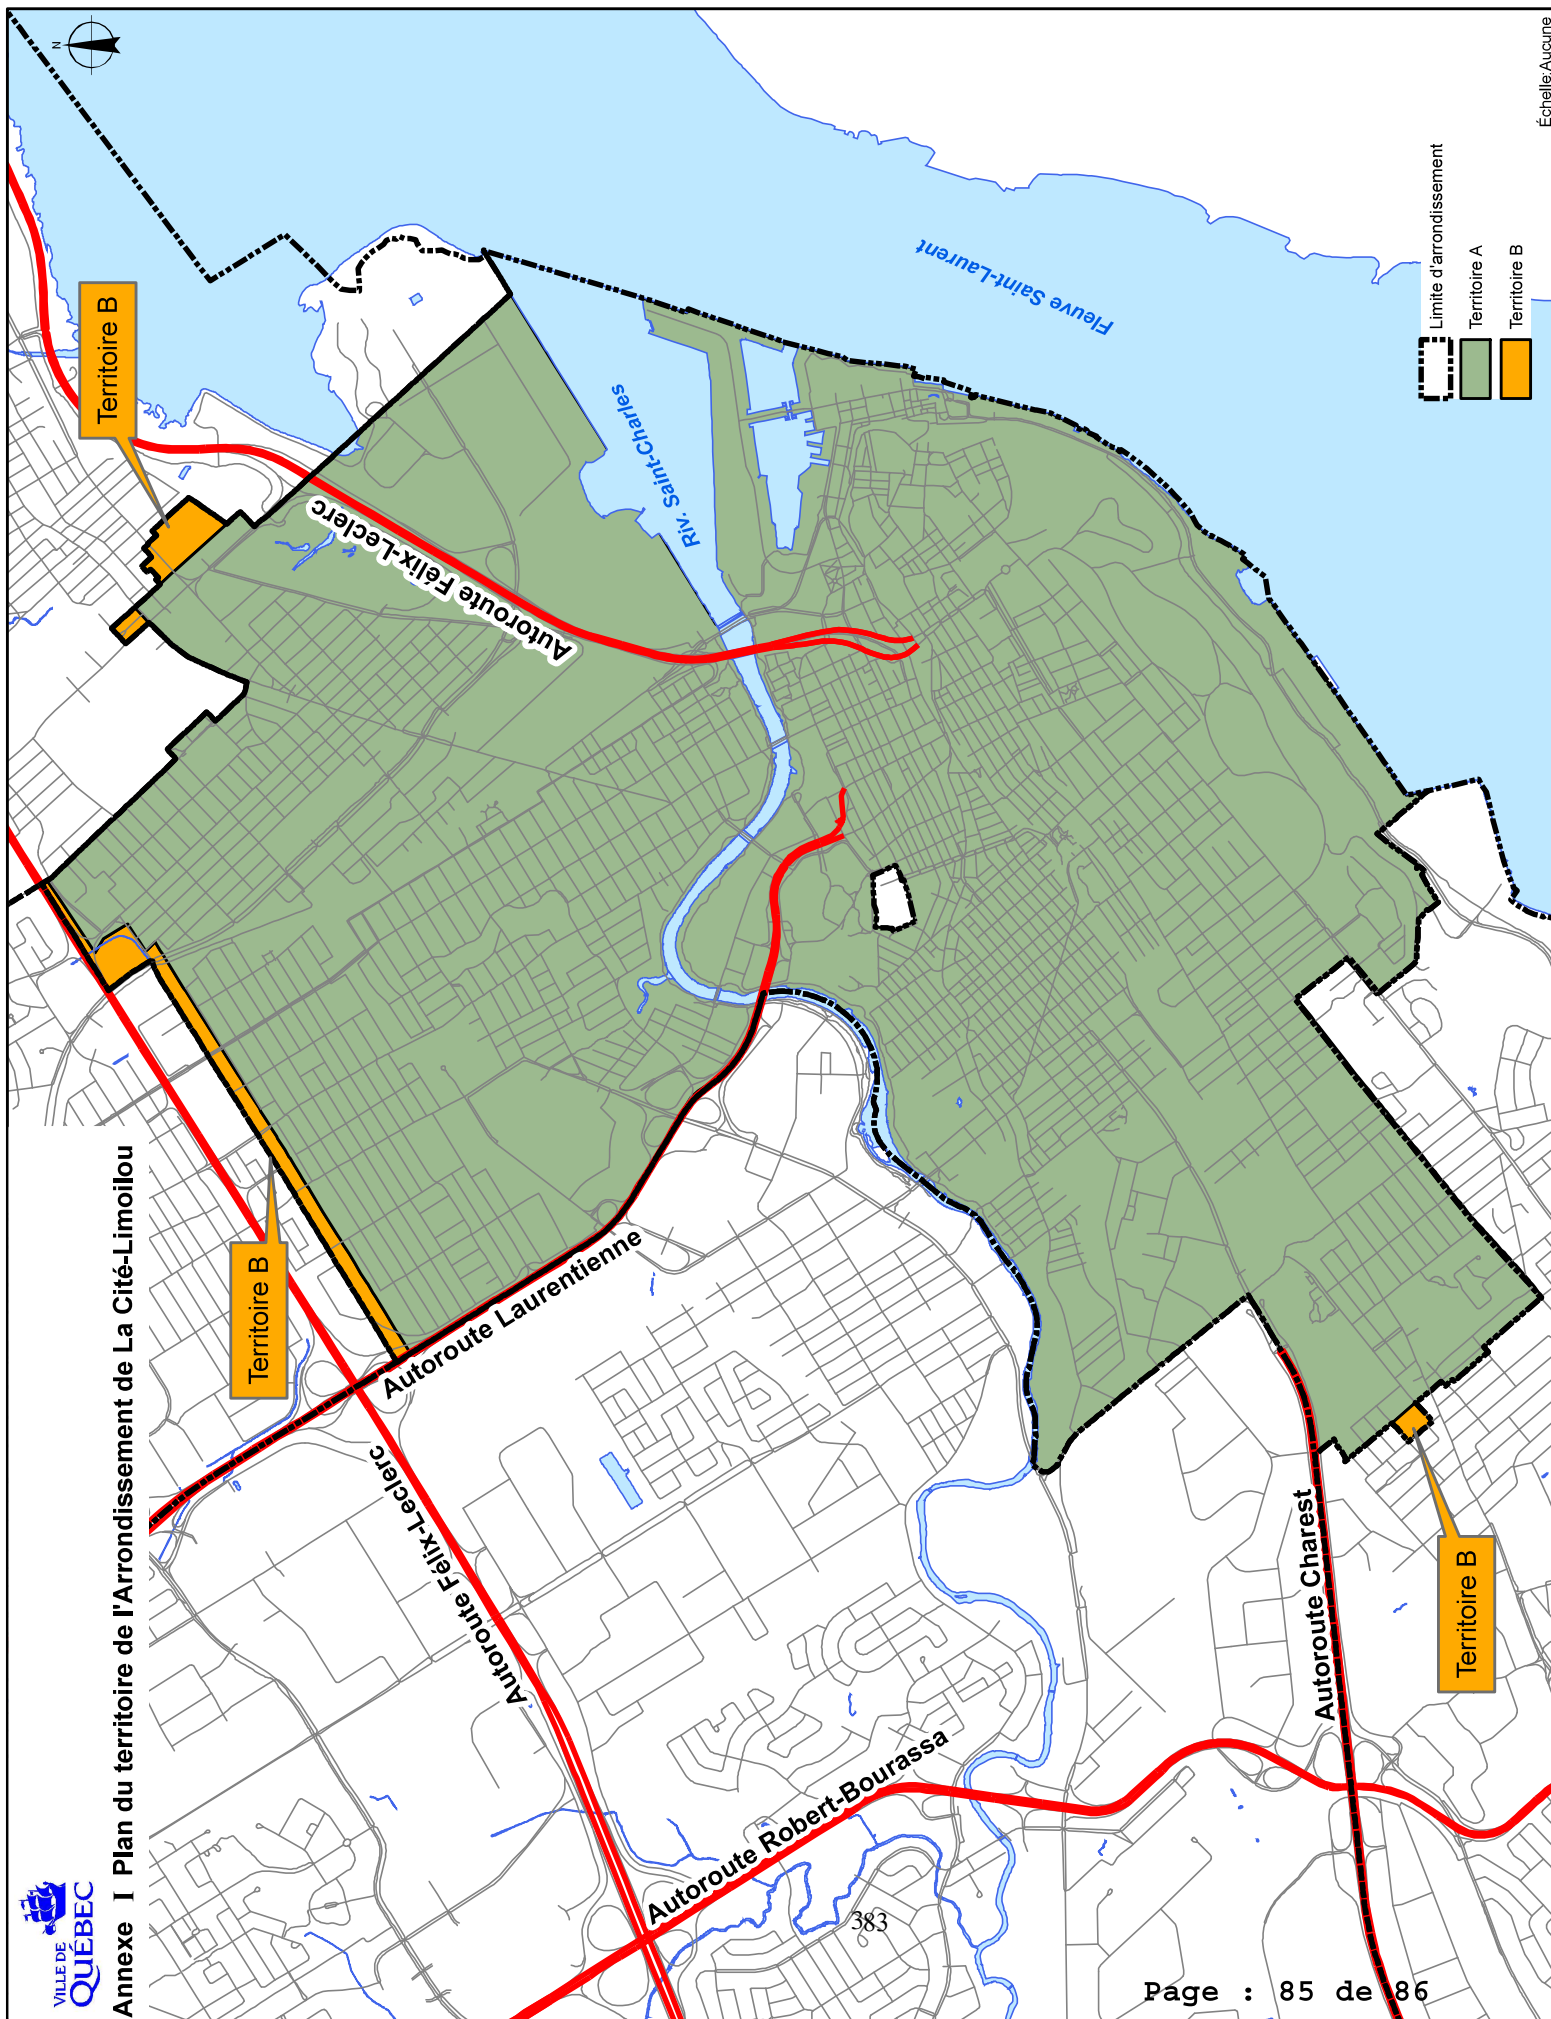 VILLE DE
QUÉBEC
Annexe I Plan du territoire de l'Arrondissement de La Cité-Limoilou
N
Territoire B
Territoire B
Autoroute Félix-Leclerc
Riv. Saint-Charles
Fleuve Saint-Laurent
Autoroute Laurentienne
Autoroute Félix-Leclerc
Autoroute Robert-Bourassa
Autoroute Charest
Territoire B
Limite d'arrondissement
Territoire A
Territoire B
Échelle:Aucune
383
Page : 85 de 86